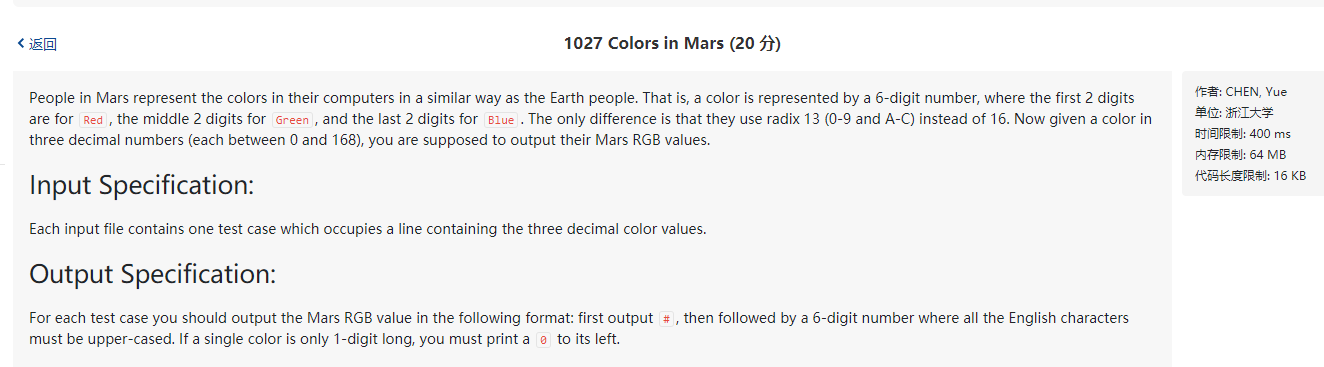 返回
1027 Colors in Mars (20 分)
People in Mars represent the colors in their computers in a similar way as the Earth people. That is, a color is represented by a 6-digit number, where the first 2 digits
are for Red , the middle 2 digits for Green , and the last 2 digits for Blue . The only difference is that they use radix 13 (0-9 and A-C) instead of 16. Now given a color in
three decimal numbers (each between 0 and 168), you are supposed to output their Mars RGB values.
Input Specification:
Each input file contains one test case which occupies a line containing the three decimal color values.
Output Specification:
For each test case you should output the Mars RGB value in the following format: first output # , then followed by a 6-digit number where all the English characters
must be upper-cased. If a single color is only 1-digit long, you must print a 0 to its left.
作者: CHEN, Yue
单位: 浙江大学
时间限制: 400 ms
内存限制: 64 MB
代码长度限制: 16 KB